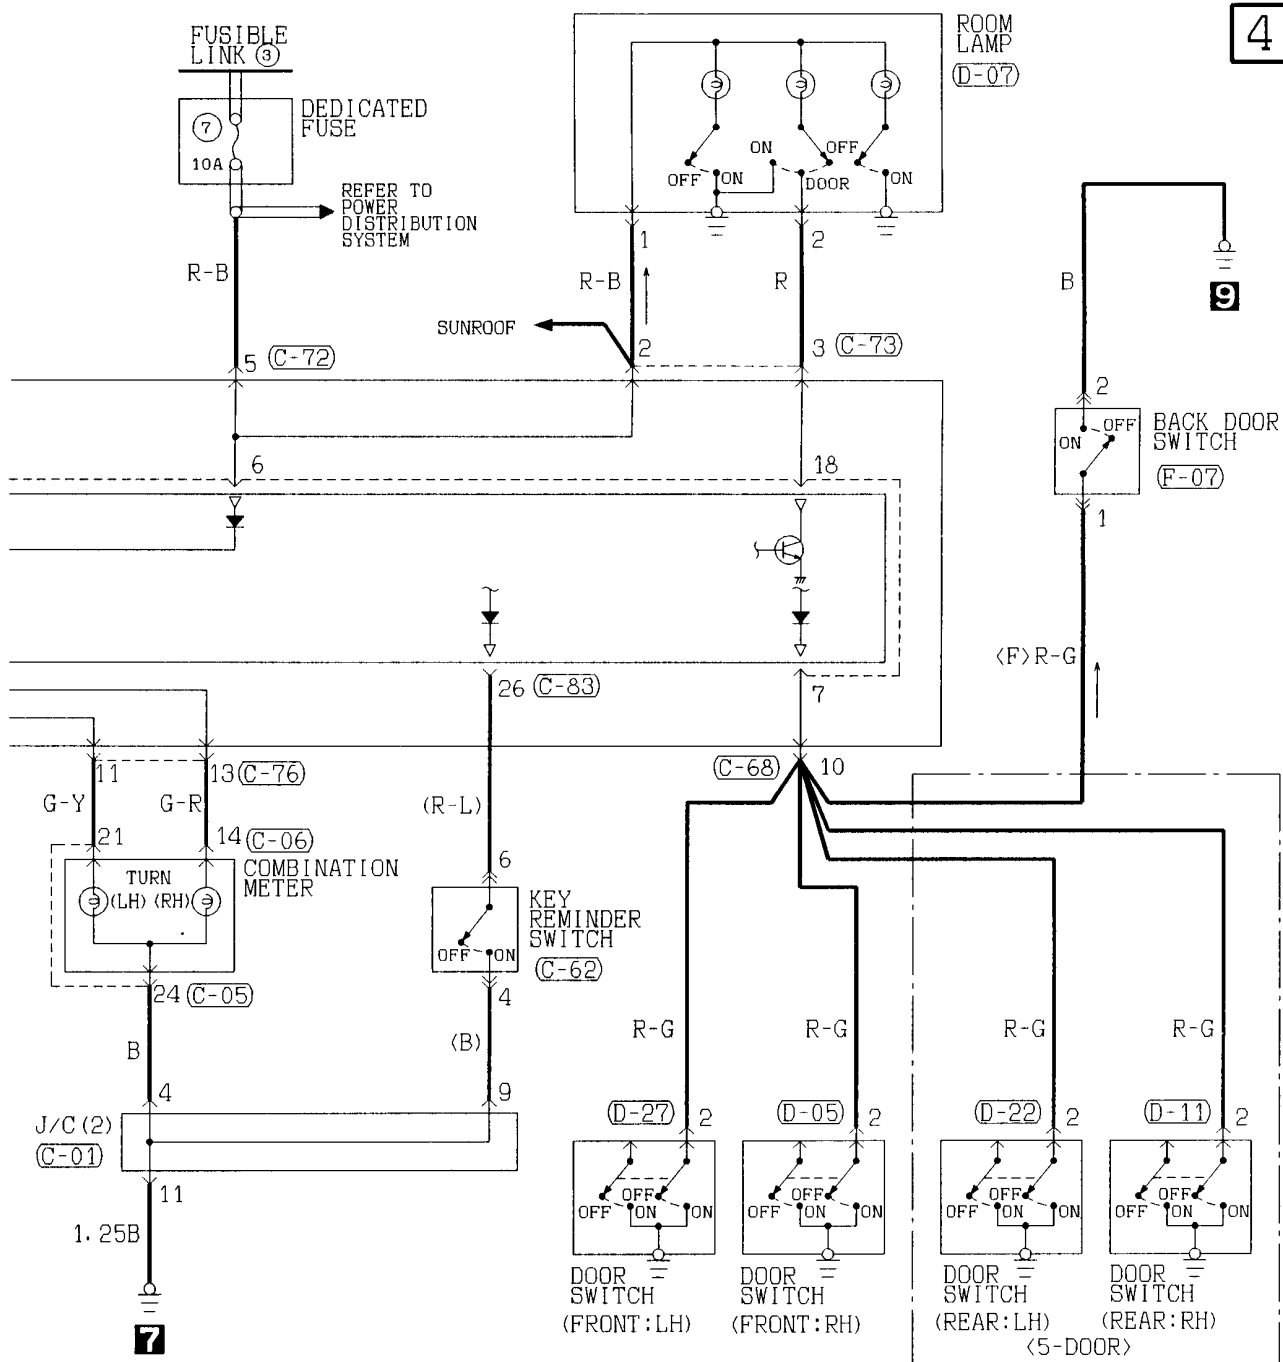 4
FUSIBLE
LINK ③
DEDICATED
FUSE
⑦
10A
REFER TO
POWER
DISTRIBUTION
SYSTEM
ROOM
LAMP
(D-07)
OFF
ON
ON
OFF
DOOR
ON
R-B
R-B
R
1
2
SUNROOF
5 (C-72)
2
3 (C-73)
B
9
2
ON
OFF
BACK DOOR
SWITCH
(F-07)
1
6
18
<F>R-G
26 (C-83)
7
11
13 (C-76)
(C-68) 10
G-Y
G-R
(R-L)
21
14 (C-06)
COMBINATION
METER
TURN
(LH) (RH)
6
KEY
REMINDER
SWITCH
(C-62)
OFF
ON
24 (C-05)
4
B
(B)
R-G
R-G
R-G
R-G
4
9
J/C(2)
(C-01)
11
1.25B
7
(D-27) 2
(D-05) 2
(D-22) 2
(D-11) 2
OFF
OFF
ON
ON
OFF
OFF
ON
ON
OFF
OFF
ON
ON
OFF
OFF
ON
ON
DOOR
SWITCH
(FRONT:LH)
DOOR
SWITCH
(FRONT:RH)
DOOR
SWITCH
(REAR:LH)
DOOR
SWITCH
(REAR:RH)
<5-DOOR>